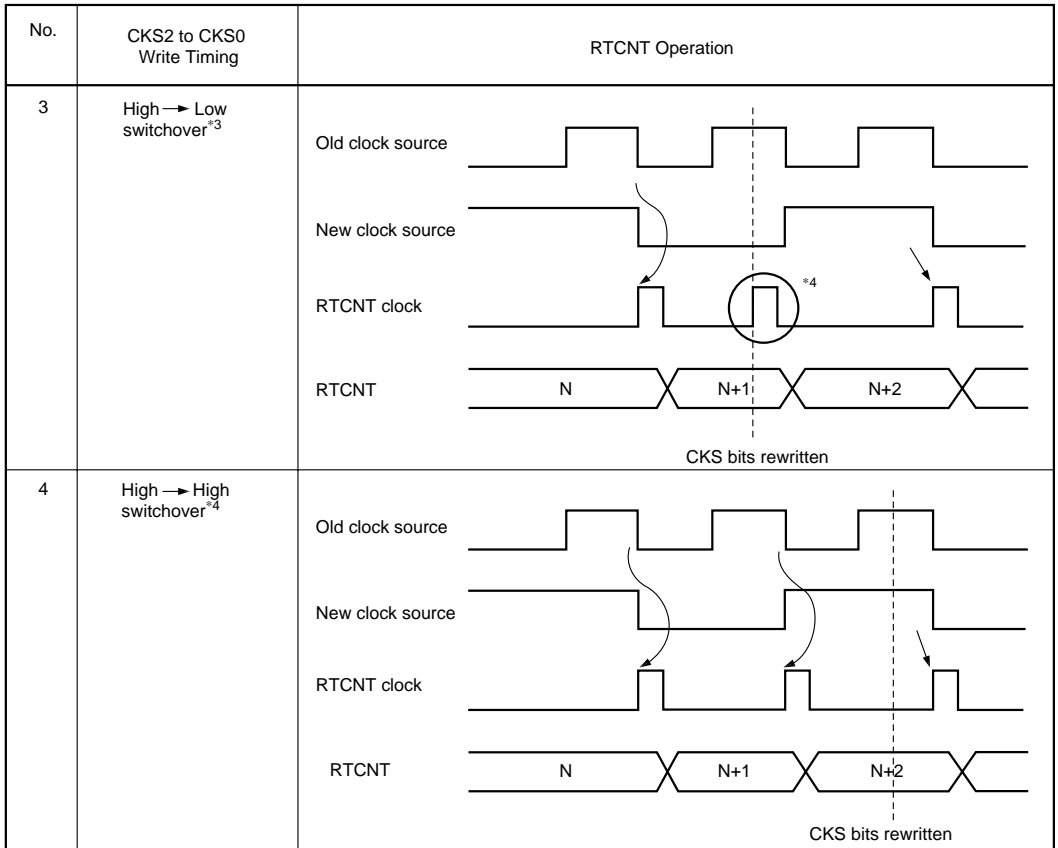 No.
CKS2 to CKS0
Write Timing
RTCNT Operation
3
High → Low
switchover*3
Old clock source
New clock source
RTCNT clock
*4
RTCNT
N
N+1
N+2
CKS bits rewritten
4
High → High
switchover*4
Old clock source
New clock source
RTCNT clock
RTCNT
N
N+1
N+2
CKS bits rewritten